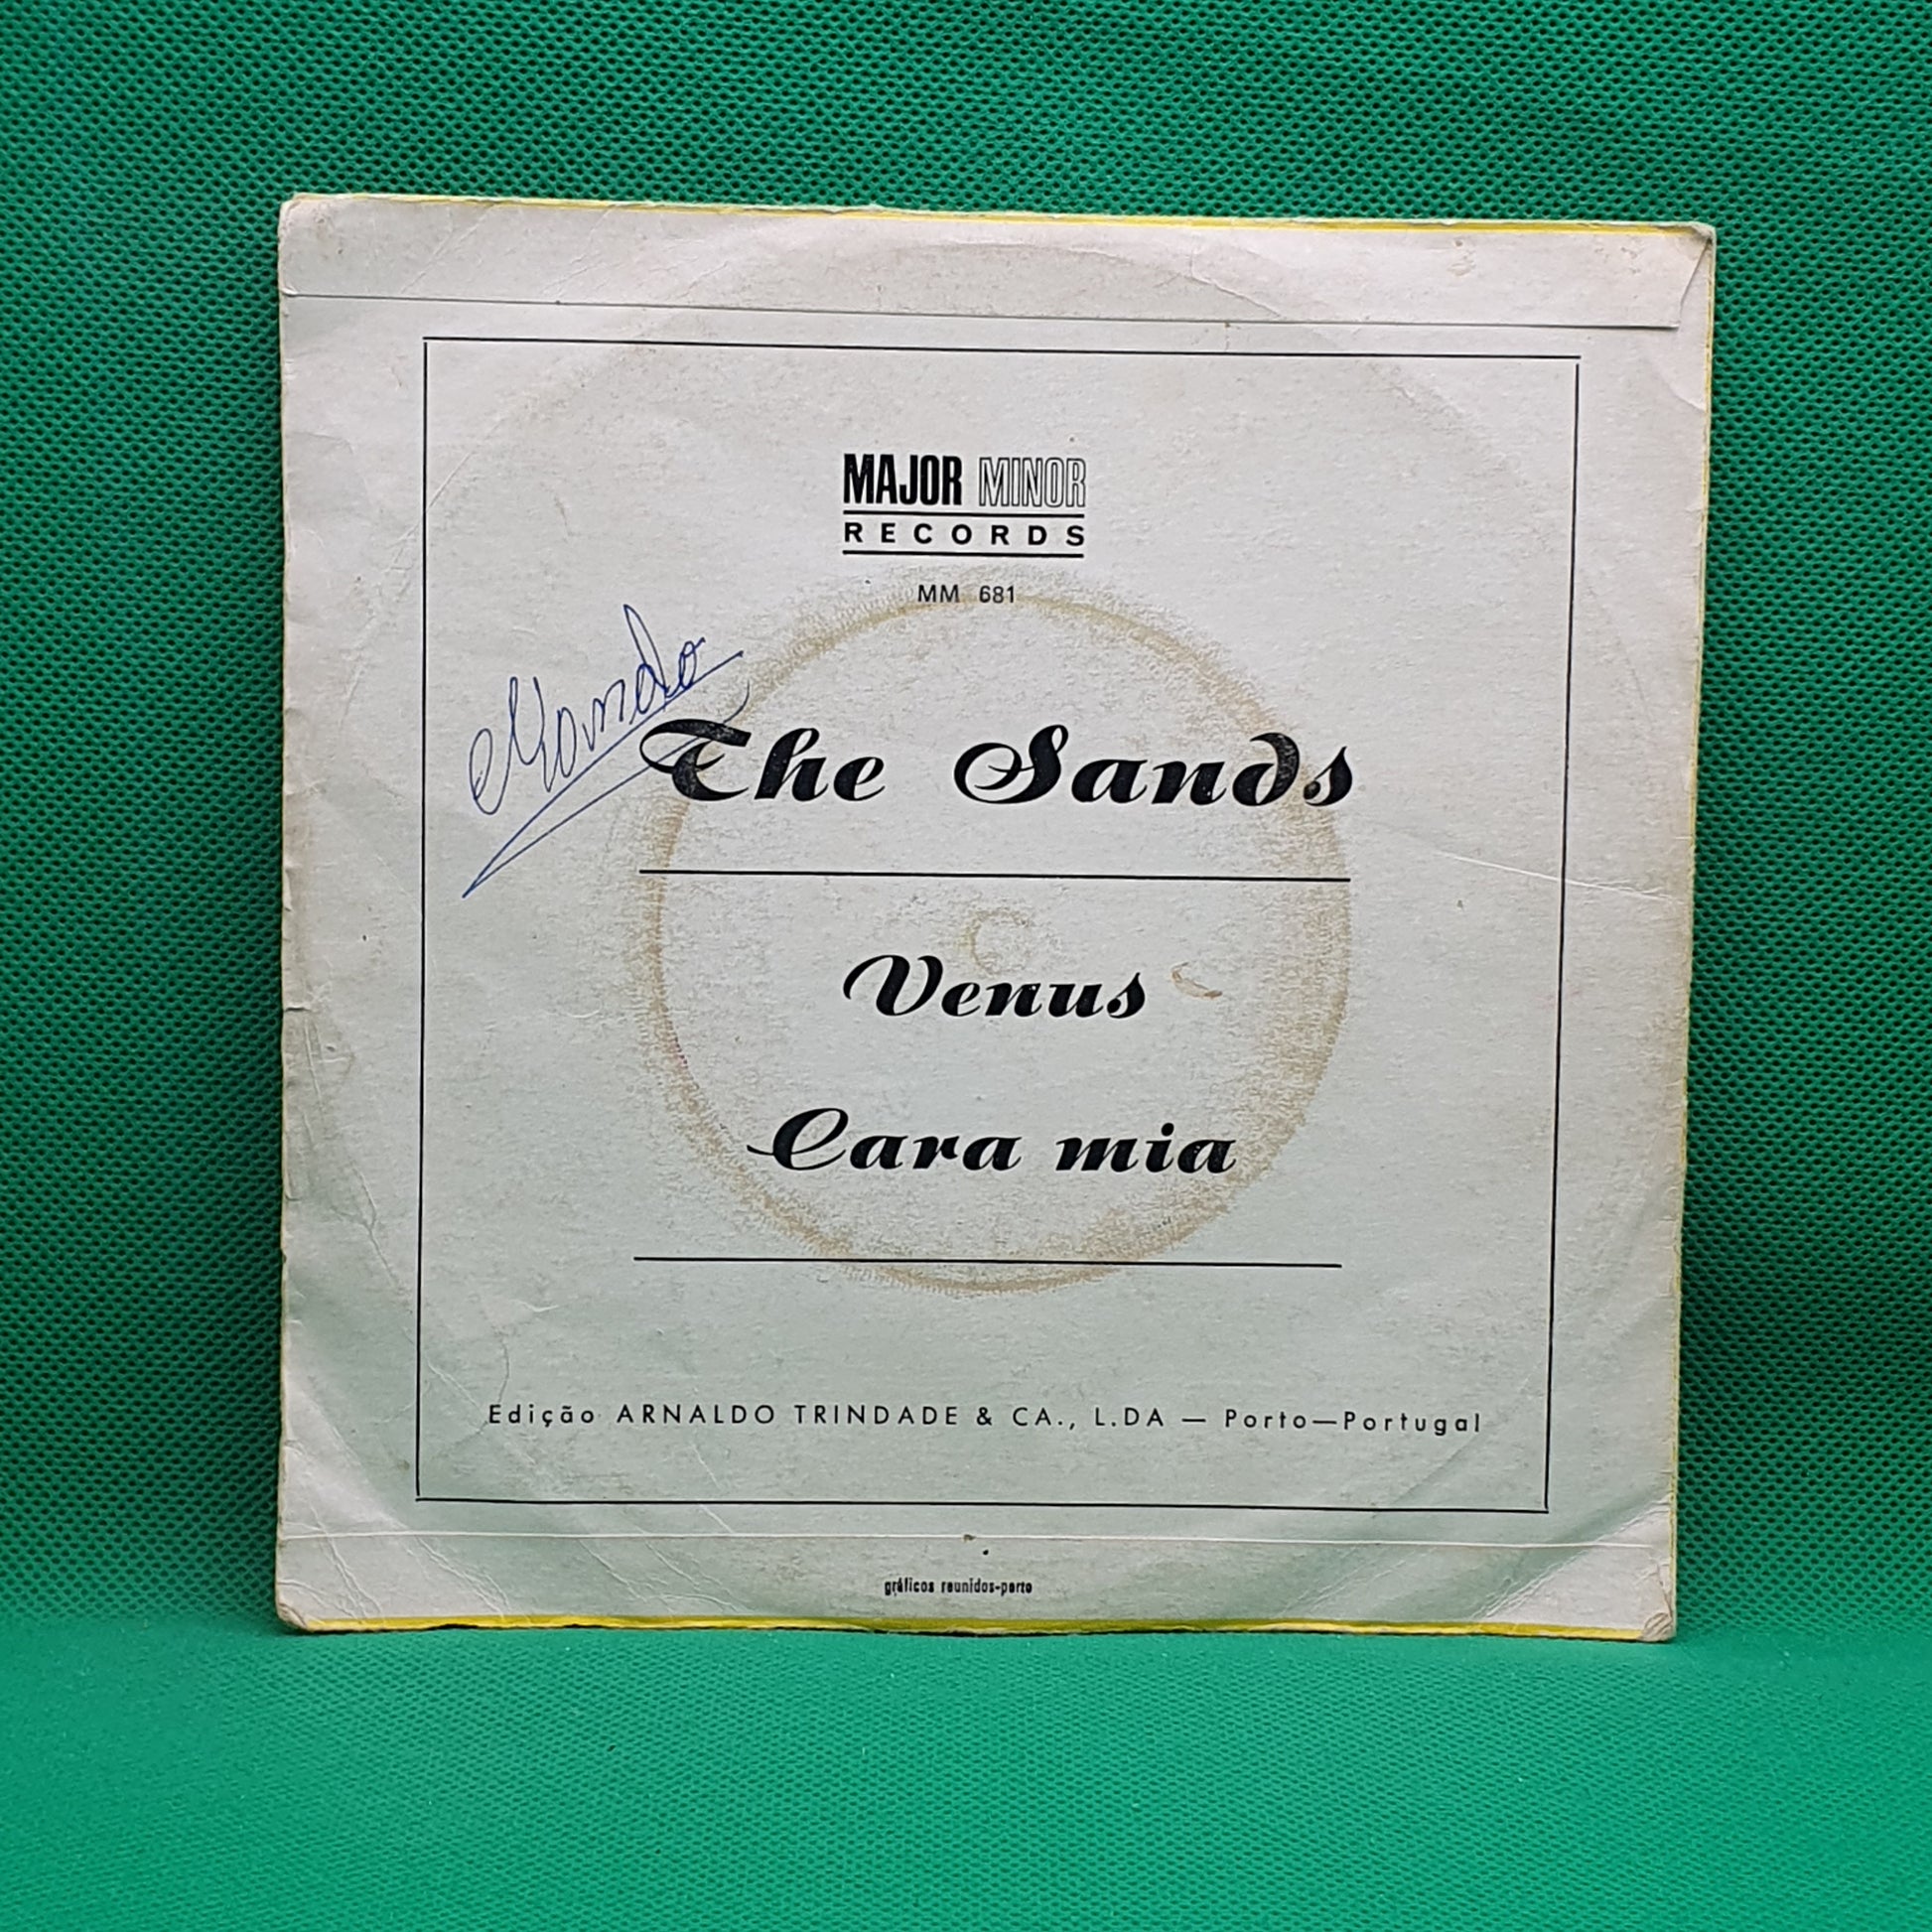 MAJOR MINOR
RECORDS
MM 681
The Sands
Venus
Cara mia
Edição ARNALDO TRINDADE & CA., L.DA — Porto—Portugal
gráficos reunidos-porto